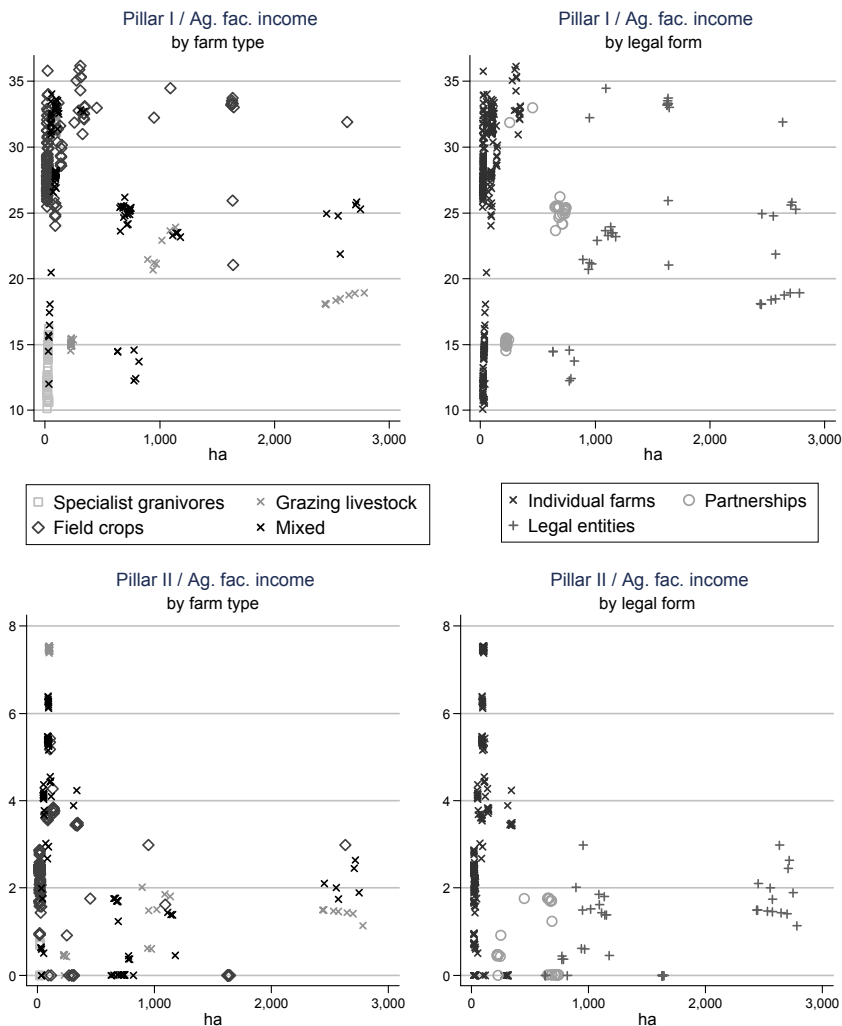 Pillar I / Ag. fac. income
by farm type
35
30
25
20
15
10
0 1,000 2,000 3,000
ha
Pillar I / Ag. fac. income
by legal form
35
30
25
20
15
10
0 1,000 2,000 3,000
ha
Specialist granivores Grazing livestock
Field crops Mixed
Individual farms Partnerships
Legal entities
Pillar II / Ag. fac. income
by farm type
8
6
4
2
0
0 1,000 2,000 3,000
ha
Pillar II / Ag. fac. income
by legal form
8
6
4
2
0
0 1,000 2,000 3,000
ha